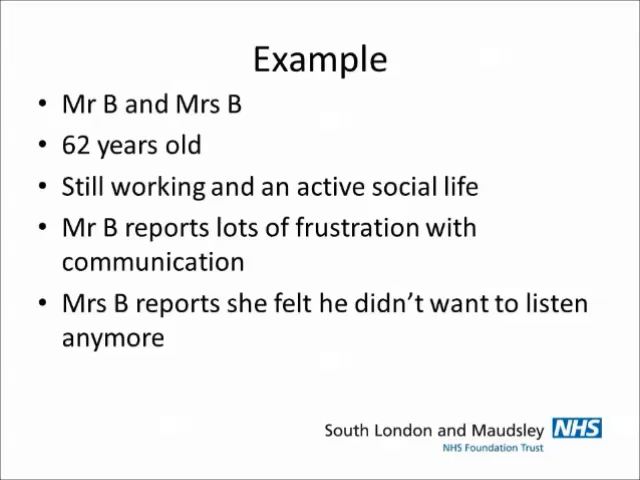 Example
• Mr B and Mrs B
• 62 years old
• Still working and an active social life
• Mr B reports lots of frustration with
communication
• Mrs B reports she felt he didn’t want to listen
anymore
South London and Maudsley NHS
NHS Foundation Trust